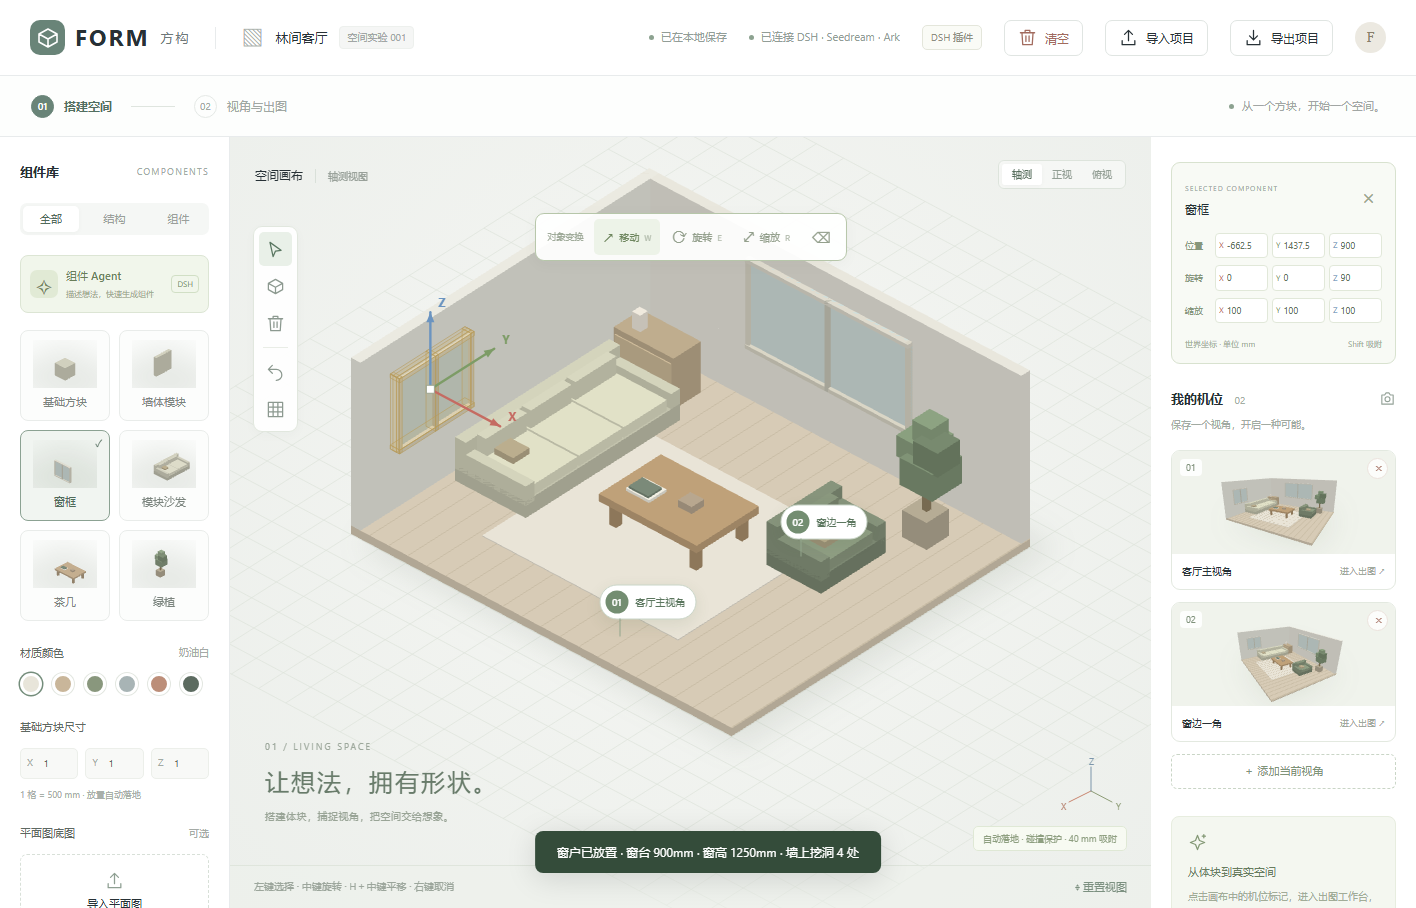 FORM 方构
林间客厅
空间实验 001
已在本地保存
已连接 DSH · Seedream · Ark
DSH 插件
清空
导入项目
导出项目
F
01 搭建空间
02 视角与出图
从一个方块，开始一个空间。
组件库
COMPONENTS
全部 结构 组件
组件 Agent
描述想法，快速生成组件
DSH
基础方块
墙体模块
窗框
模块沙发
茶几
绿植
材质颜色
奶油白
基础方块尺寸
X 1 Y 1 Z 1
1 格 = 500 mm · 放置自动落地
平面图底图
可选
导入平面图
空间画布
轴测视图
轴测 正视 俯视
对象变换
移动 W
旋转 E
缩放 R
Z
Y
X
02 窗边一角
01 客厅主视角
01 / LIVING SPACE
让想法，拥有形状。
搭建体块，捕捉视角，把空间交给想象。
Z
X
Y
自动落地 · 碰撞保护 · 40 mm 吸附
窗户已放置 · 窗台 900mm · 窗高 1250mm · 墙上挖洞 4 处
左键选择 · 中键旋转 · H + 中键平移 · 右键取消
重置视图
SELECTED COMPONENT
窗框
位置 X -662.5 Y 1437.5 Z 900
旋转 X 0 Y 0 Z 90
缩放 X 100 Y 100 Z 100
世界坐标 · 单位 mm
Shift 吸附
我的机位 02
保存一个视角，开启一种可能。
01
客厅主视角
进入出图 ↗
02
窗边一角
进入出图 ↗
+ 添加当前视角
从体块到真实空间
点击画布中的机位标记，进入出图工作台，